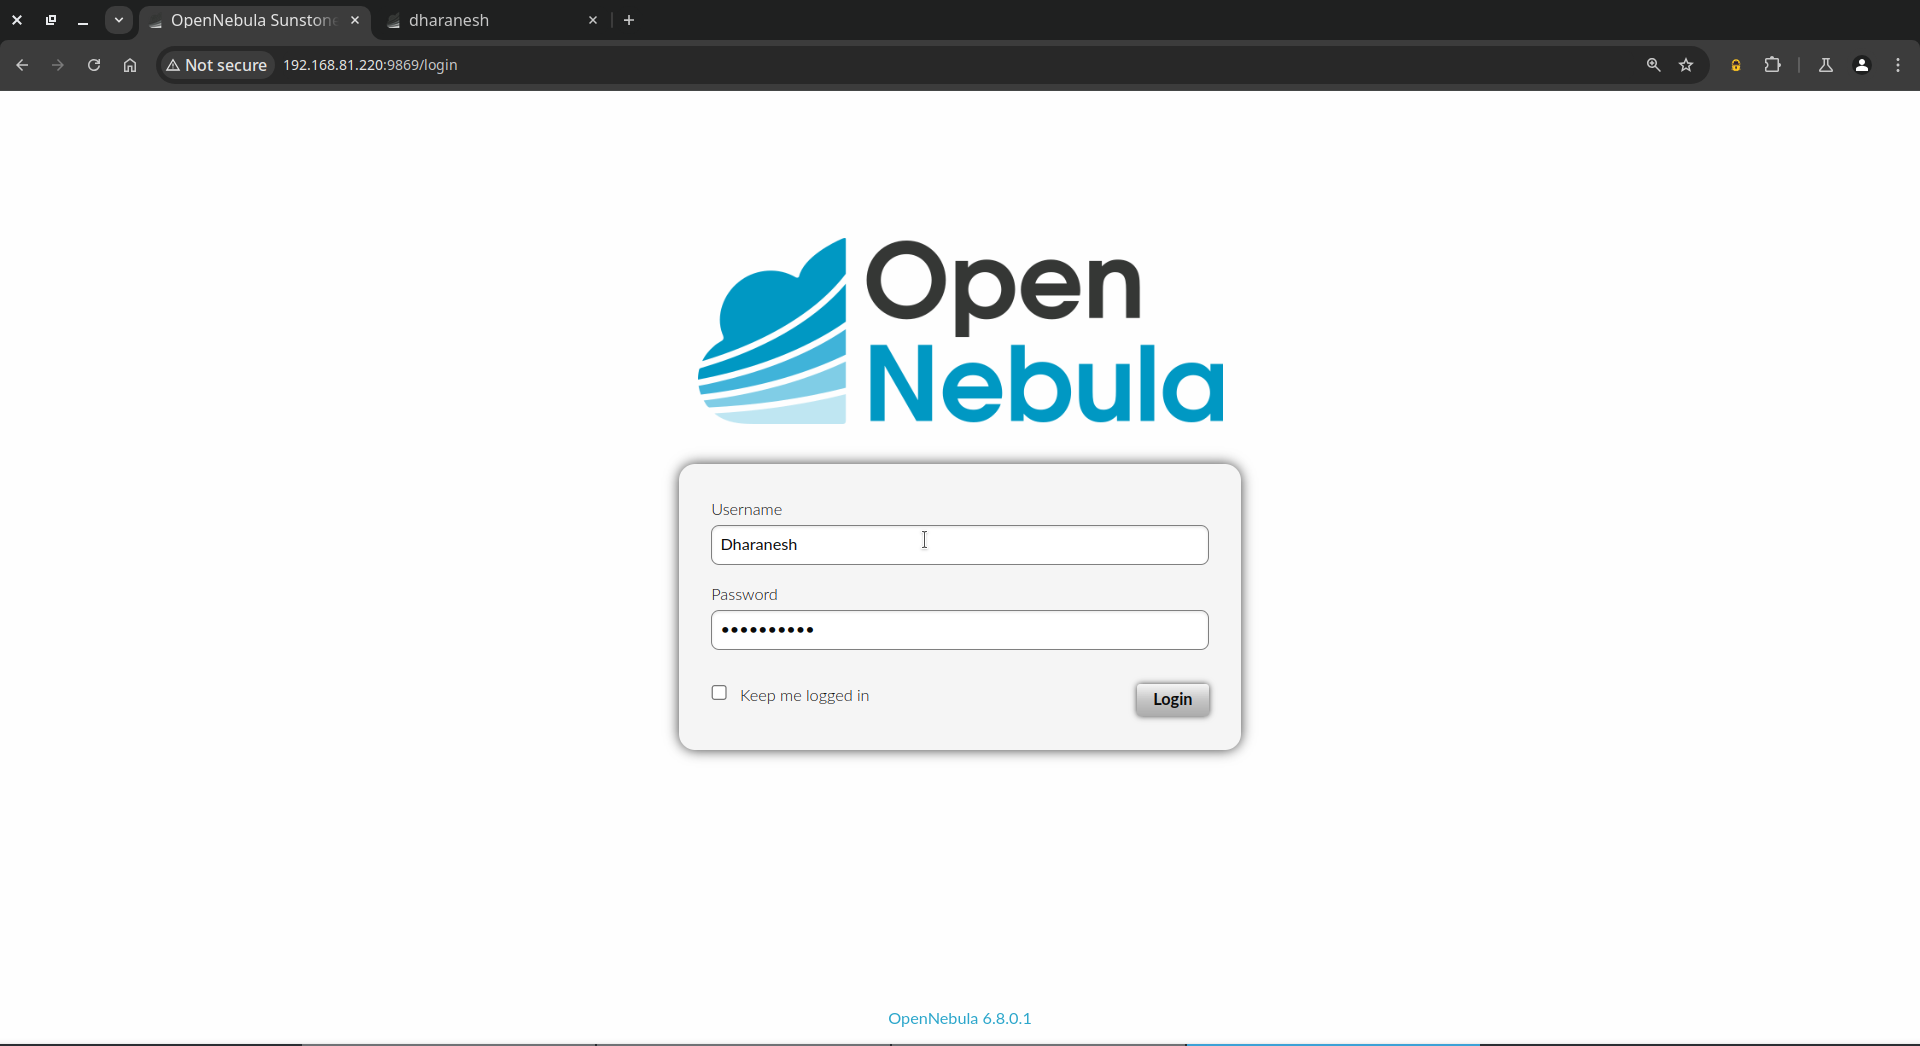 OpenNebula Sunstone
dharanesh
Not secure
192.168.81.220:9869/login
Open
Nebula
Username
Dharanesh
Password
••••••••••
Keep me logged in
Login
OpenNebula 6.8.0.1